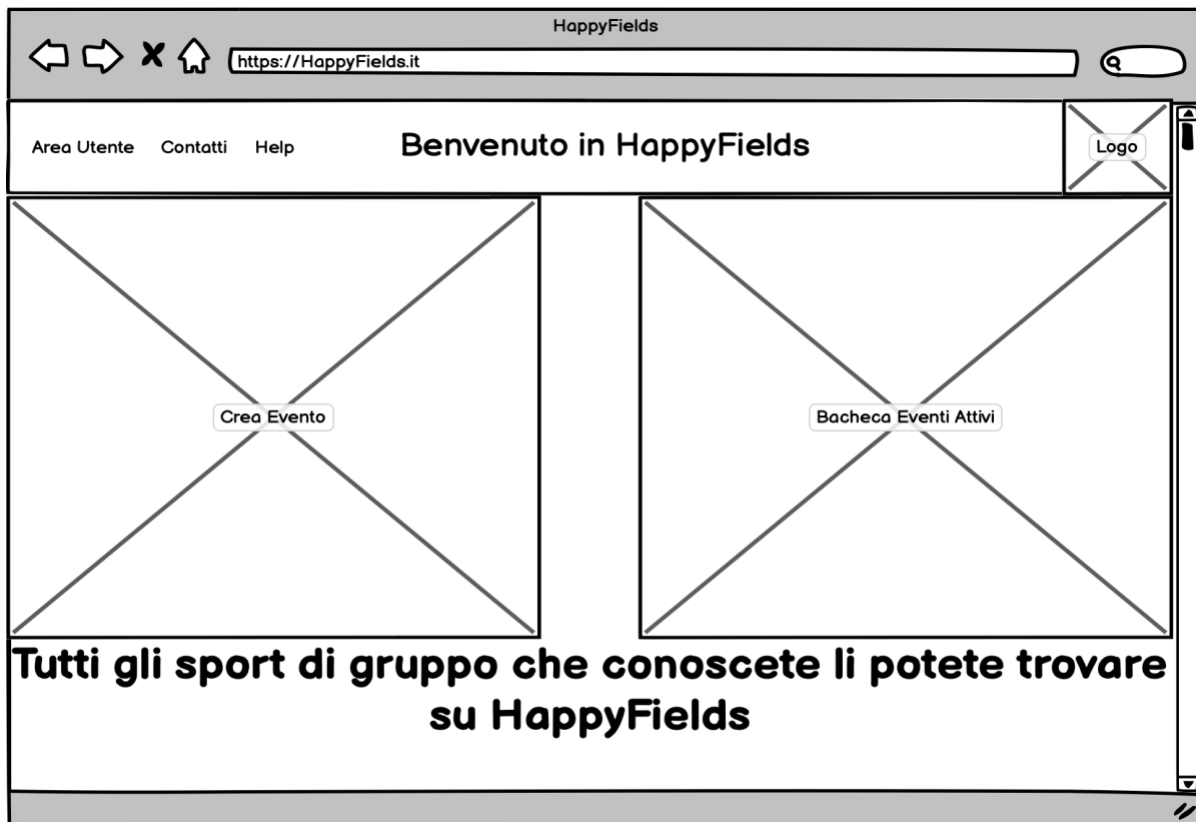 HappyFields
https://HappyFields.it
Area Utente Contatti Help Benvenuto in HappyFields Logo
Crea Evento Bacheca Eventi Attivi
Tutti gli sport di gruppo che conoscete li potete trovare
su HappyFields